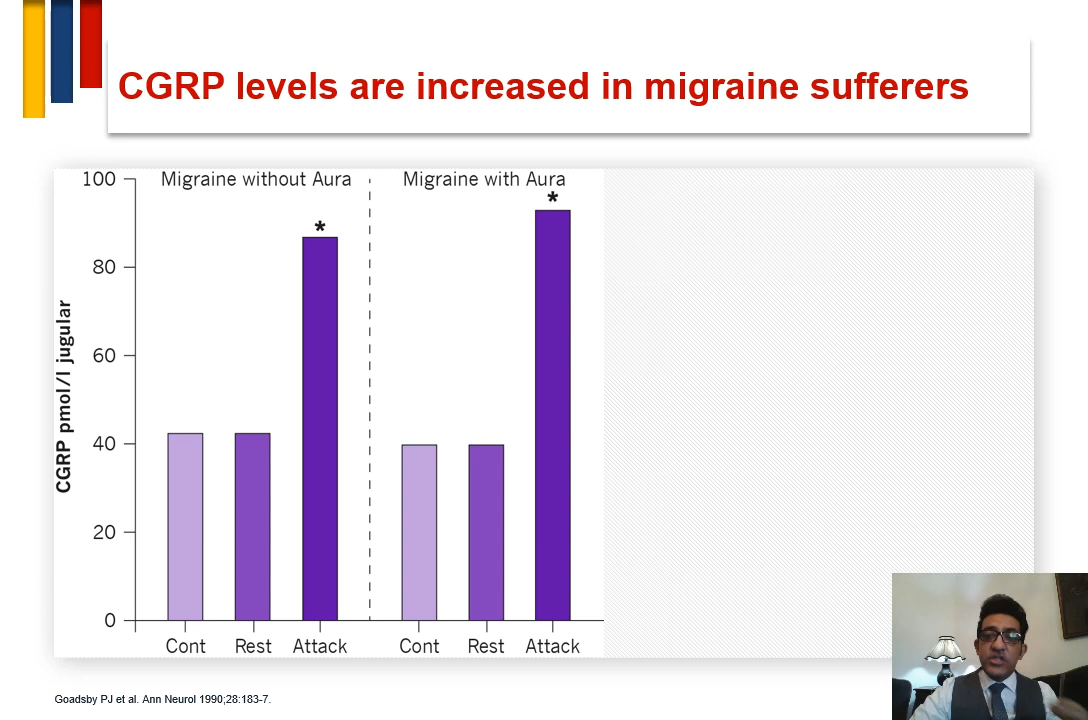 CGRP levels are increased in migraine sufferers
Migraine without Aura
Migraine with Aura
CGRP pmol/l jugular
100
80
60
40
20
0
*
*
Cont Rest Attack Cont Rest Attack
Goadsby PJ et al. Ann Neurol 1990;28:183-7.